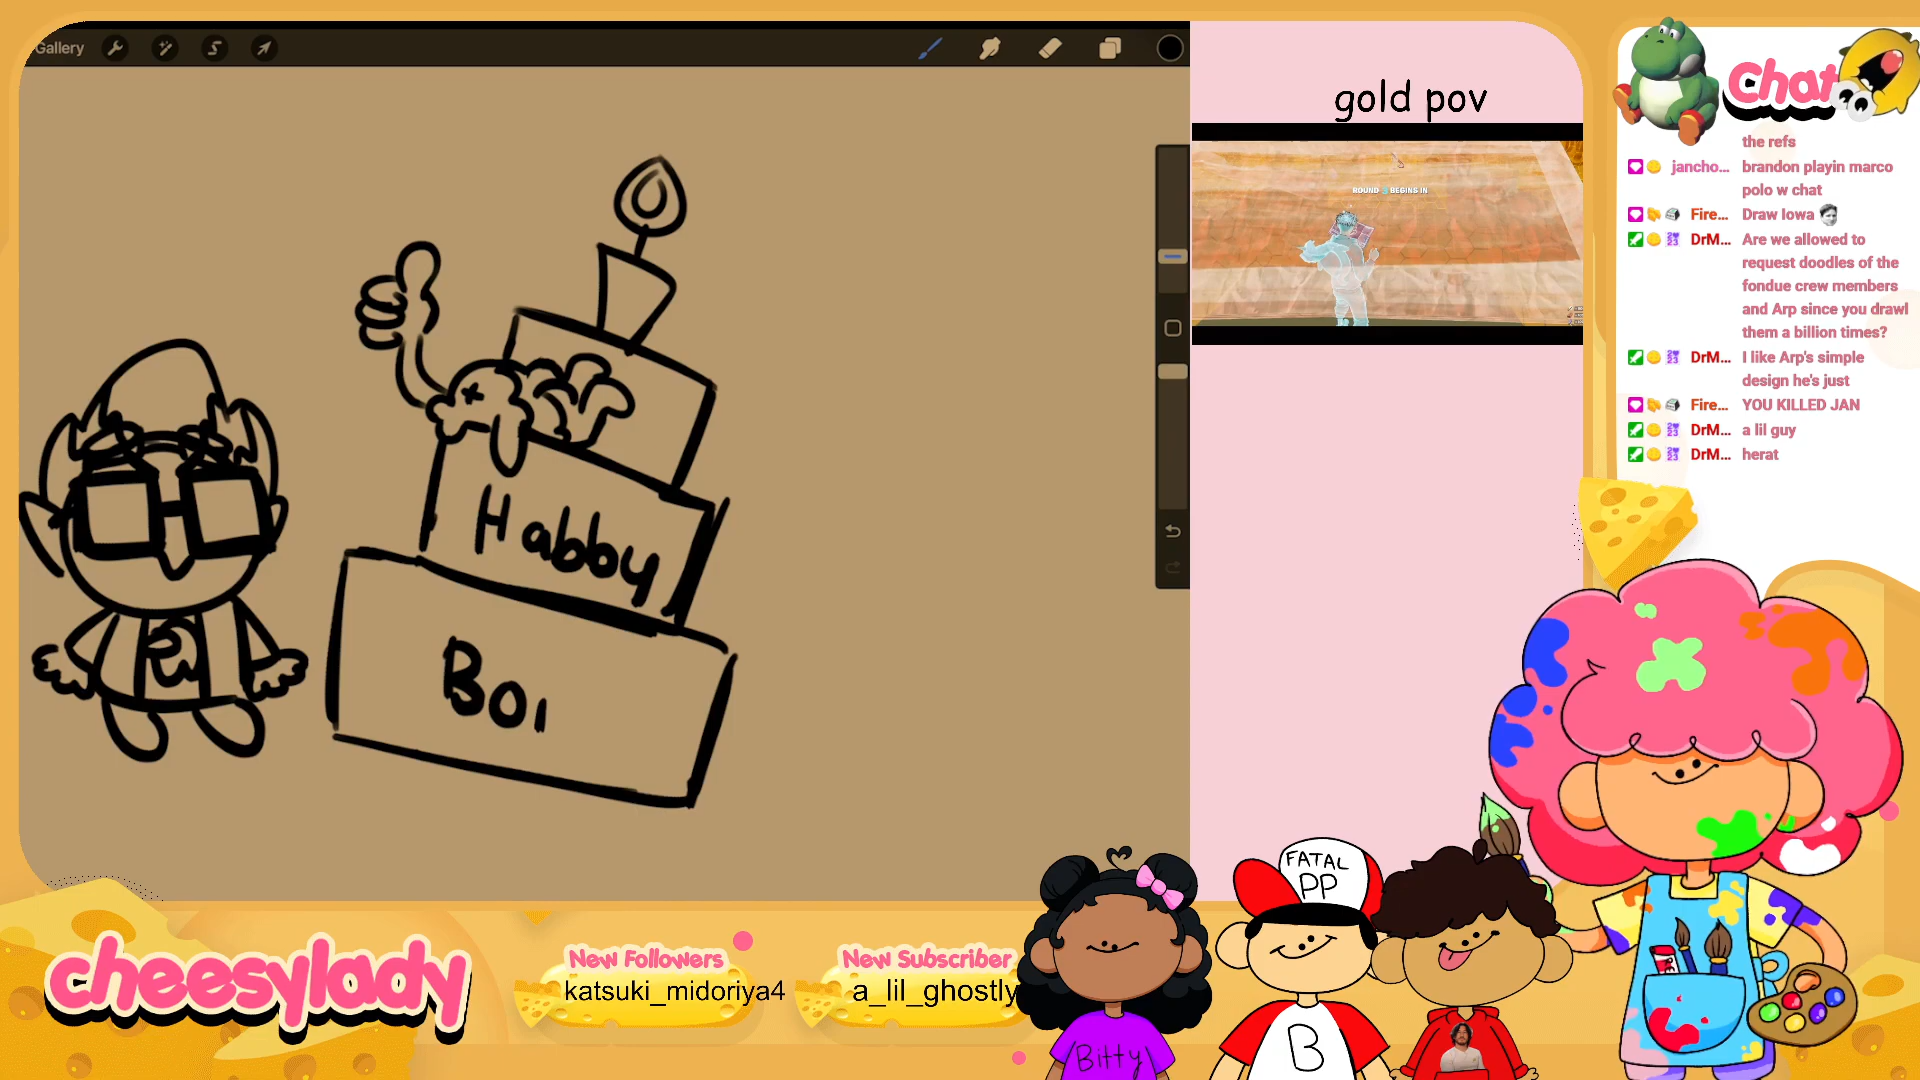 Gallery
gold pov
ROUND BEGINS IN
Habby
Boi
Chat
the refs
jancho... brandon playin marco
polo w chat
Fire... Draw Iowa
DrM... Are we allowed to
request doodles of the
fondue crew members
and Arp since you drawl
them a billion times?
DrM... I like Arp's simple
design he's just
Fire... YOU KILLED JAN
DrM... a lil guy
DrM... herat
cheesylady
New Followers
katsuki_midoriya4
New Subscriber
a_lil_ghostly
Bitty
FATAL
PP
B